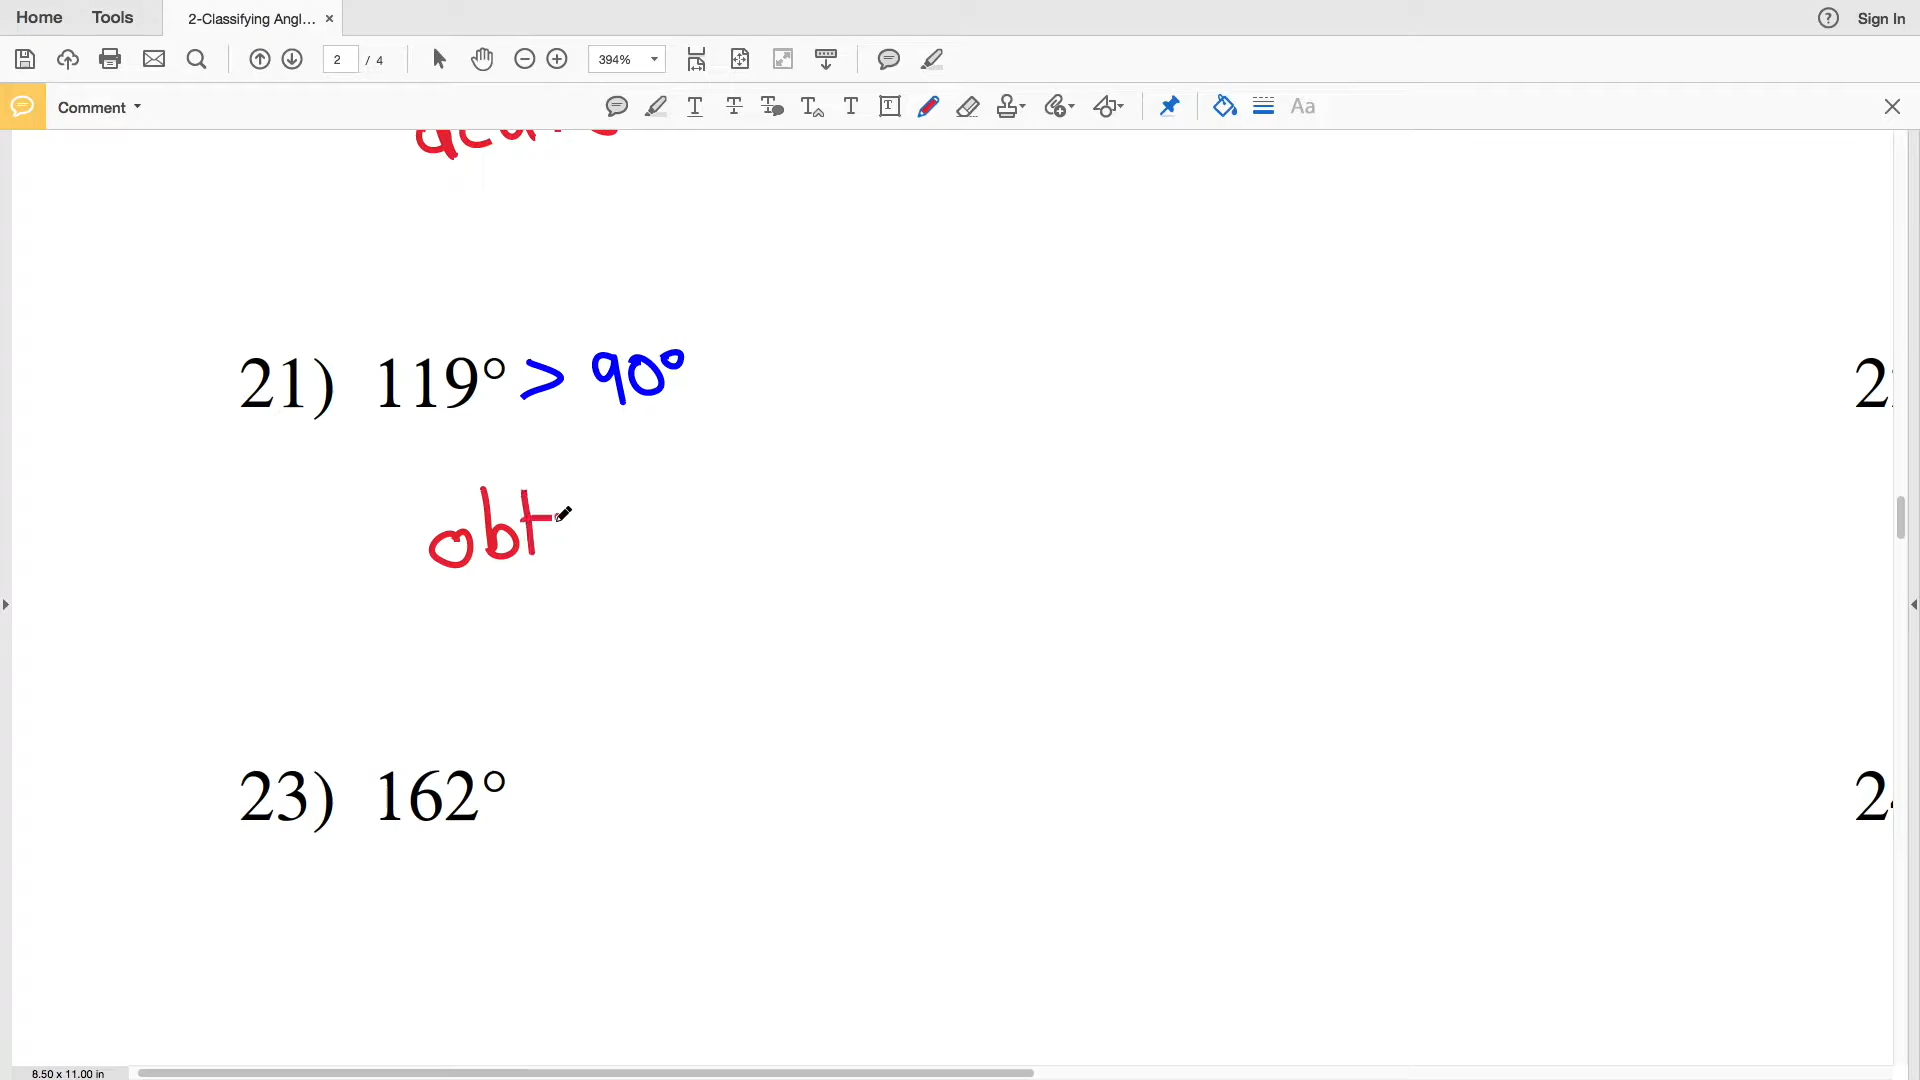 Home Tools 2-Classifying Angl... × Sign In
2 / 4 394%
Comment Aa
21) 119° > 90°
obt
23) 162°
8.50 x 11.00 in